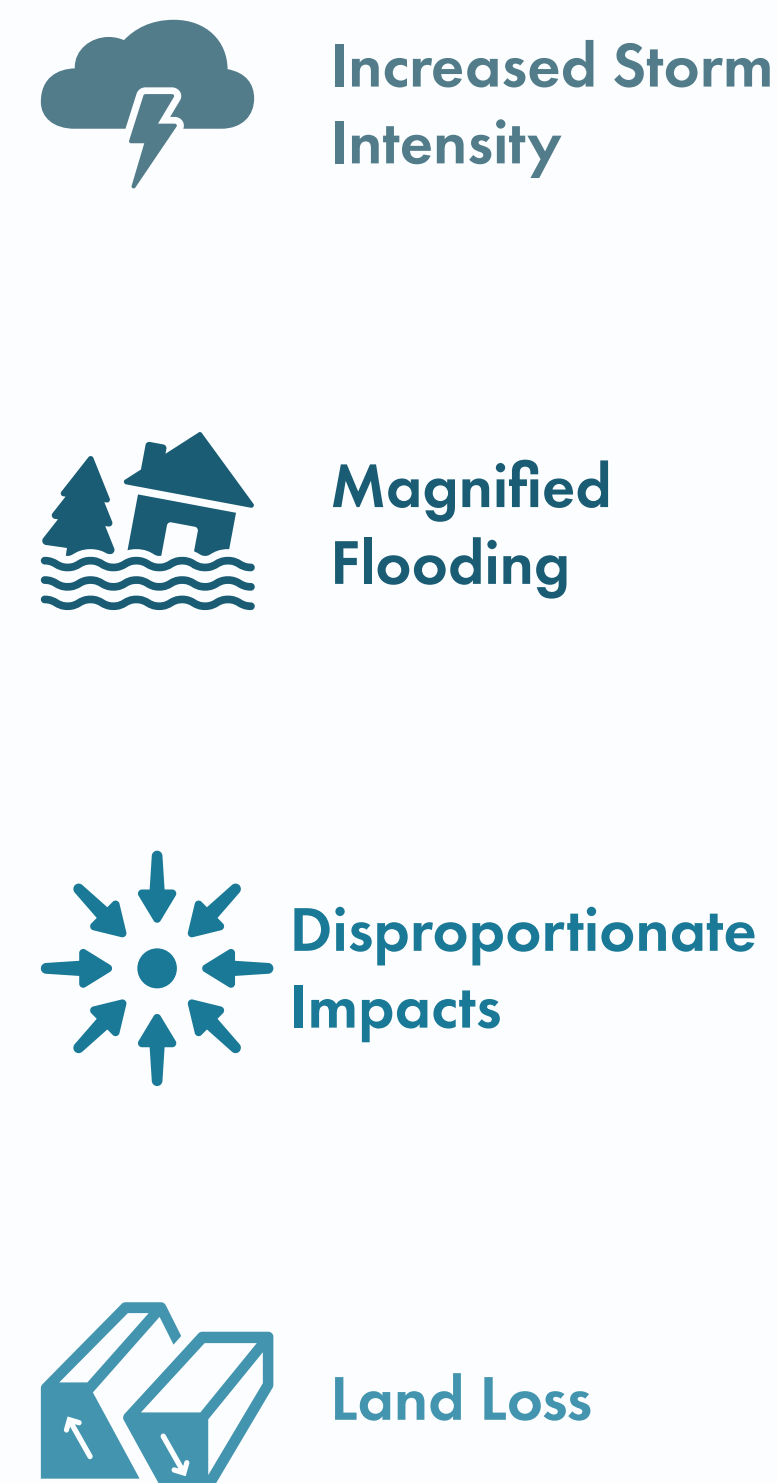 Increased Storm
Intensity
Magnified
Flooding
Disproportionate
Impacts
Land Loss